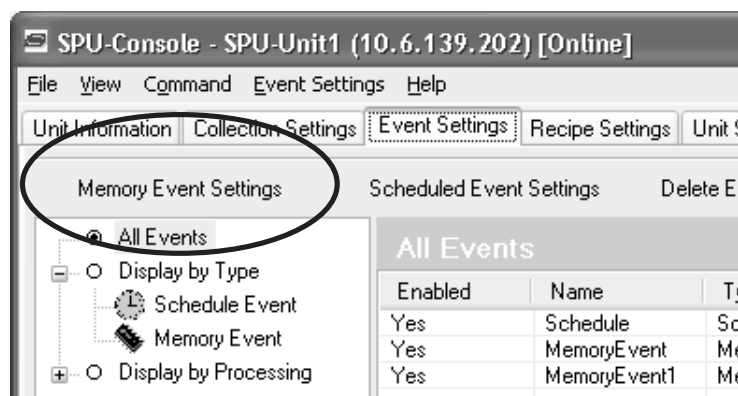 SPU-Console - SPU-Unit1 (10.6.139.202) [Online]
File View Command Event Settings Help
Unit Information Collection Settings Event Settings Recipe Settings Unit
Memory Event Settings Scheduled Event Settings Delete
All Events
Display by Type
Schedule Event
Memory Event
Display by Processing
All Events
Enabled Name
Yes Schedule
Yes MemoryEvent
Yes MemoryEvent1